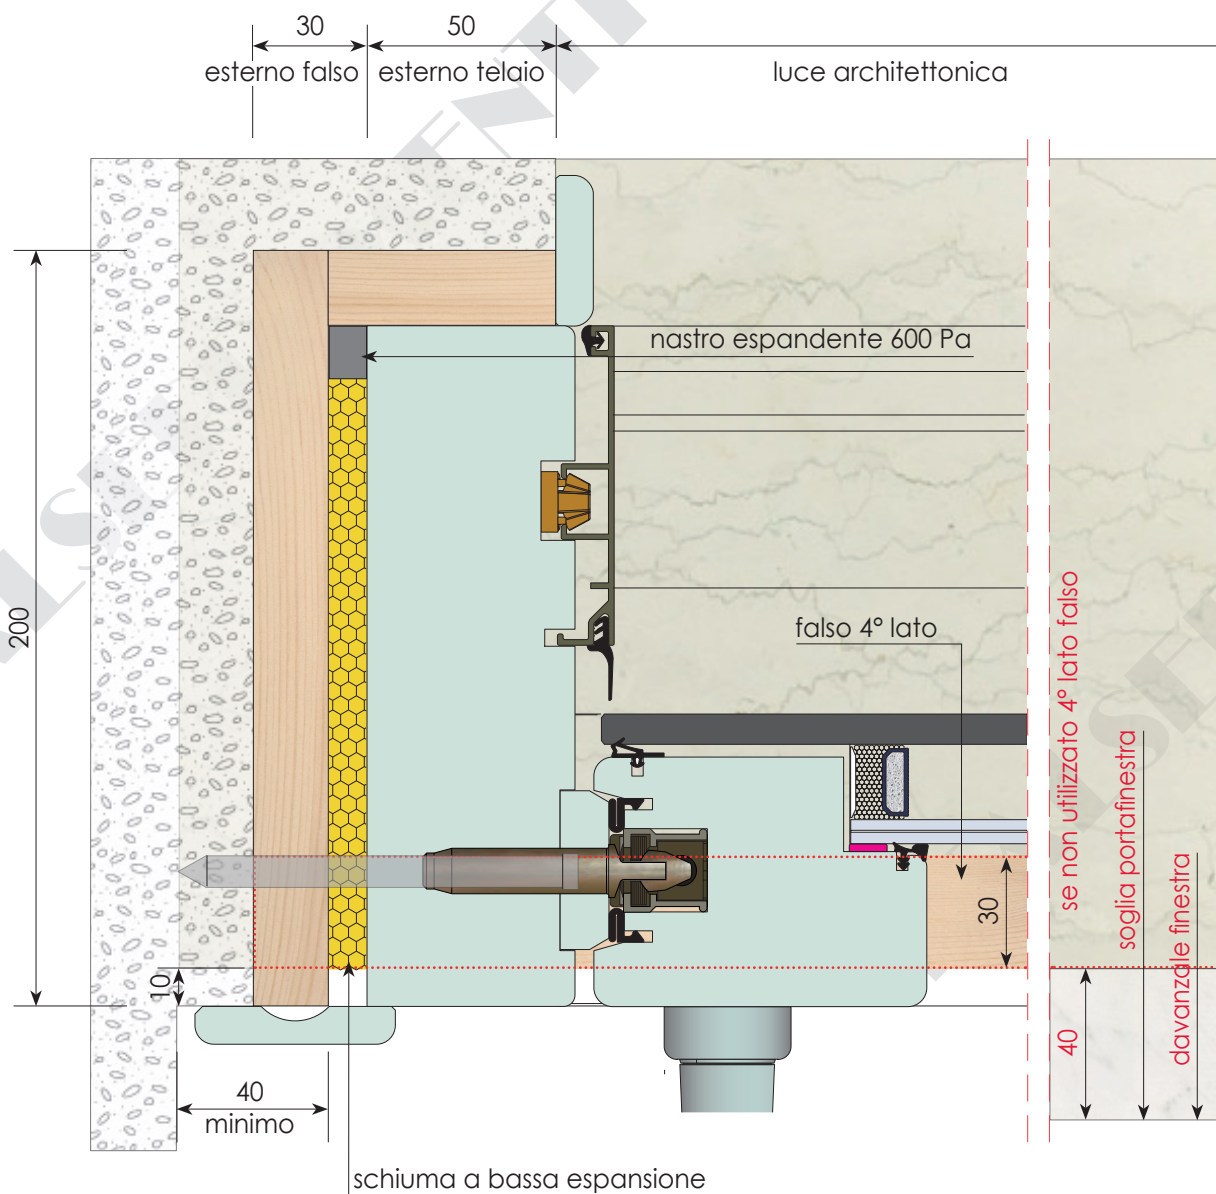 30
50
esterno falso
esterno telaio
luce architettonica
nastro espandente 600 Pa
200
falso 4° lato
se non utilizzato 4° lato falso
soglia portafinestra
davanzale finestra
30
10
40
40
minimo
schiuma a bassa espansione